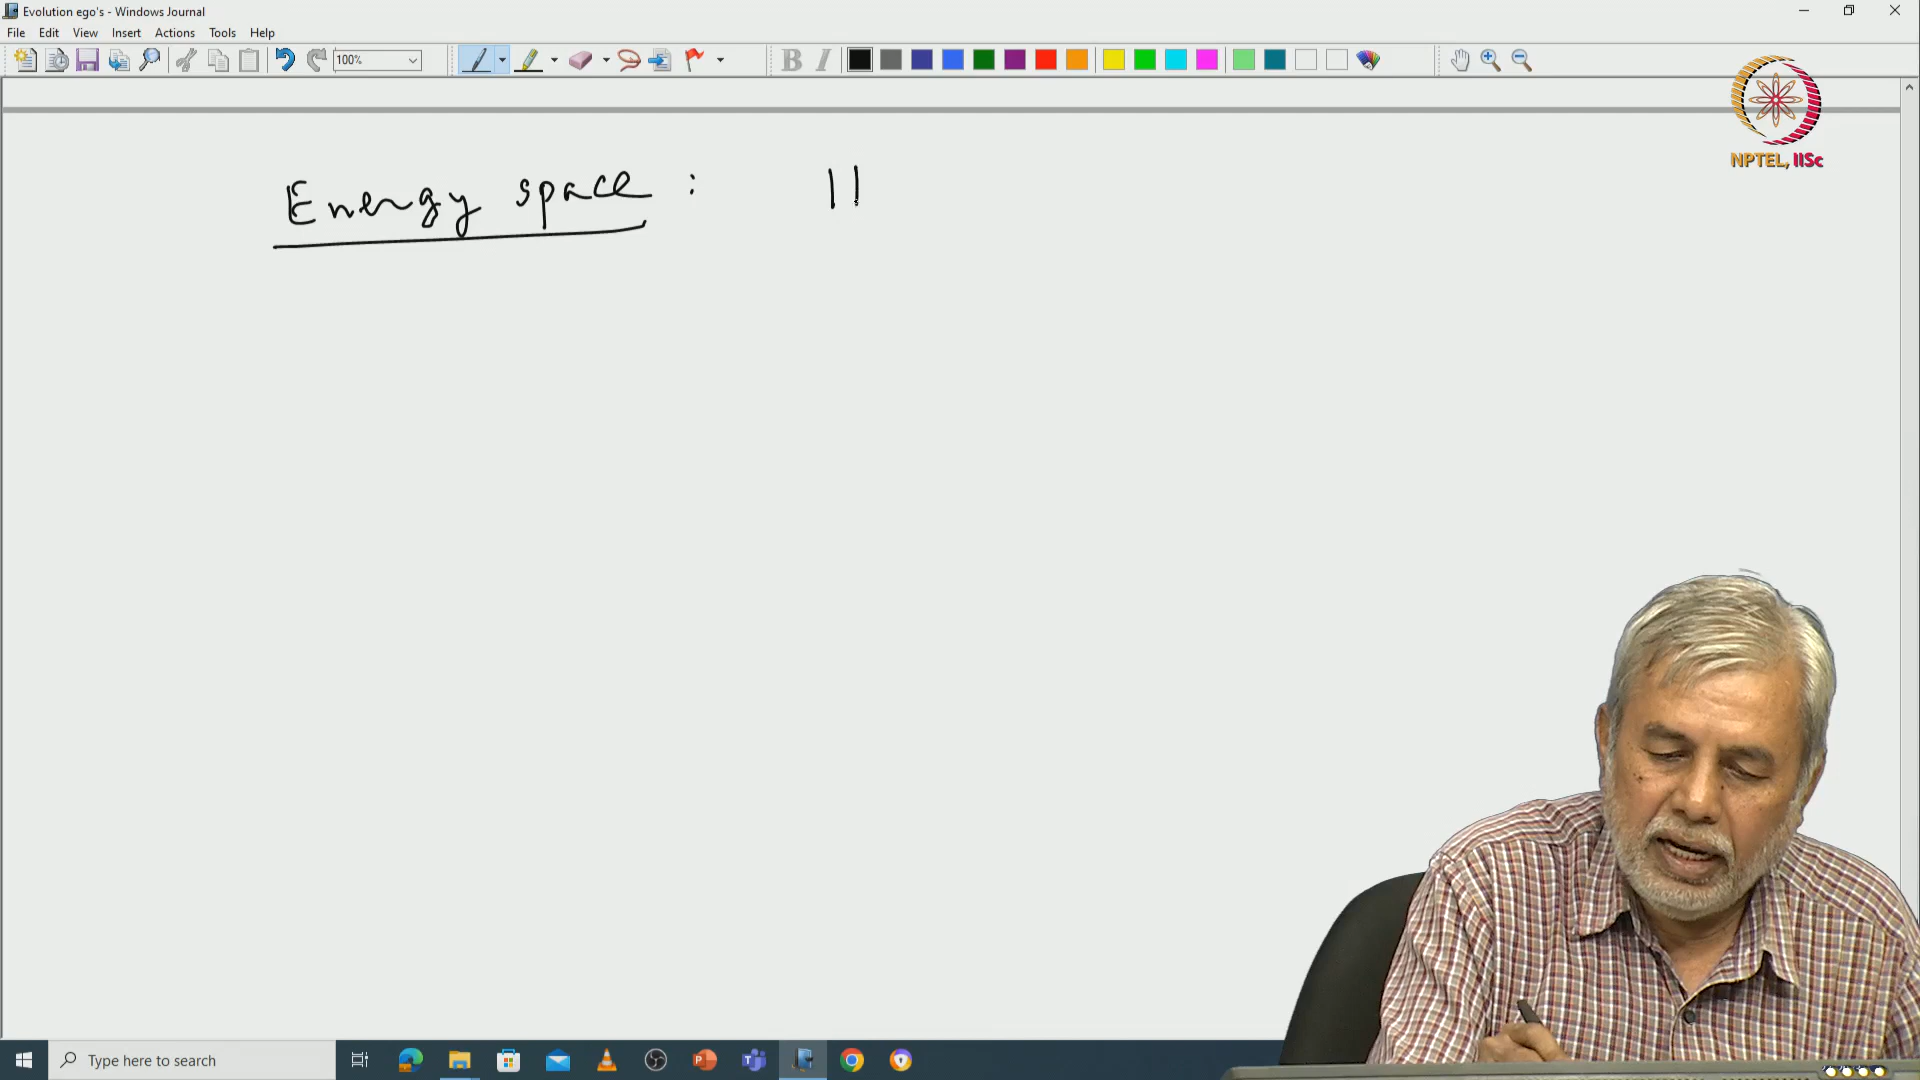 Evolution ego's - Windows Journal
File Edit View Insert Actions Tools Help
100%
B I
NPTEL, IISc
Energy space : ||
Type here to search